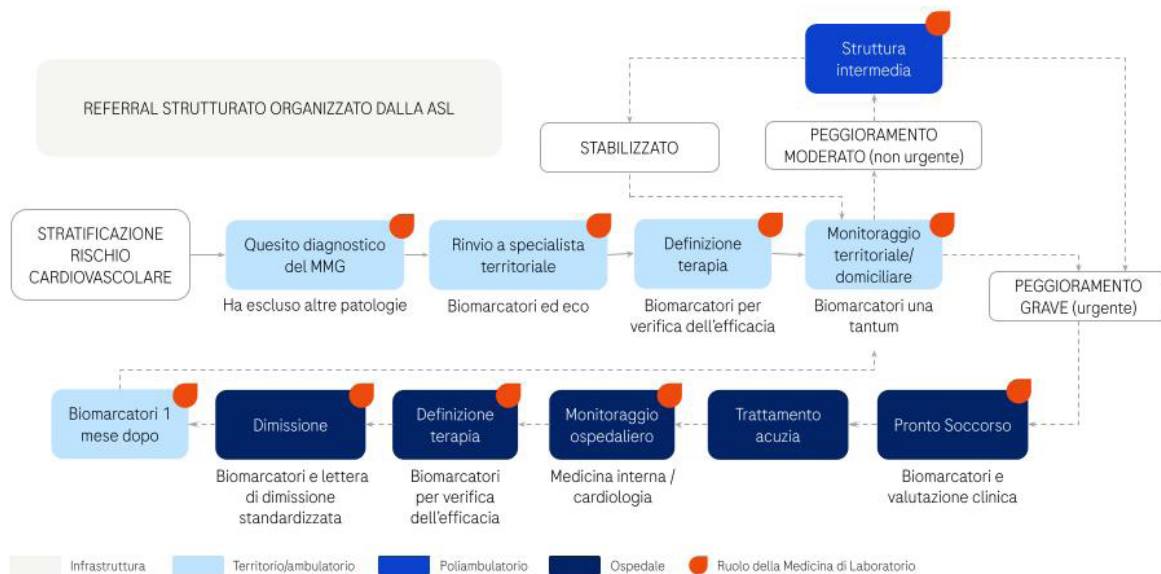 Struttura
intermedia
REFERRAL STRUTTURATO ORGANIZZATO DALLA ASL
STABILIZZATO
PEGGIORAMENTO
MODERATO (non urgente)
STRATIFICAZIONE
RISCHIO
CARDIOVASCOLARE
Quesito diagnostico
del MMG
Ha escluso altre patologie
Rinvio a specialista
territoriale
Biomarcatori ed eco
Definizione
terapia
Biomarcatori per
verifica dell'efficacia
Monitoraggio
territoriale/
domiciliare
Biomarcatori una
tantum
PEGGIORAMENTO
GRAVE (urgente)
Biomarcatori 1
mese dopo
Dimissione
Biomarcatori e lettera
di dimissione
standardizzata
Definizione
terapia
Biomarcatori
per verifica
dell'efficacia
Monitoraggio
ospedaliero
Medicina interna /
cardiologia
Trattamento
acuzia
Pronto Soccorso
Biomarcatori e
valutazione clinica
Infrastruttura
Territorio/ambulatorio
Poliambulatorio
Ospedale
Ruolo della Medicina di Laboratorio